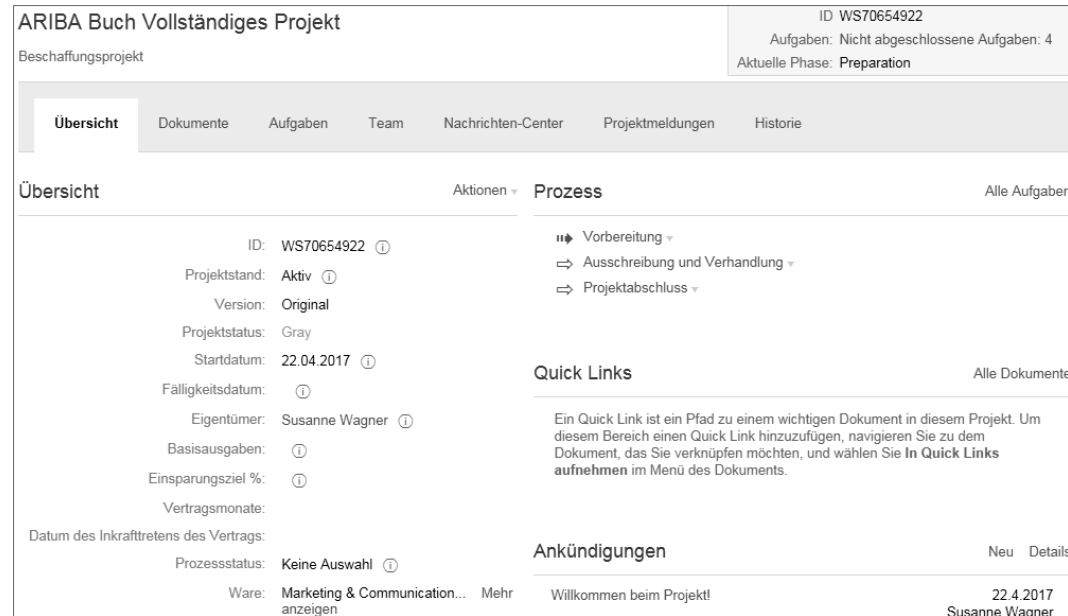 ARIBA Buch Vollständiges Projekt
Beschaffungsprojekt
ID WS70654922
Aufgaben: Nicht abgeschlossene Aufgaben: 4
Aktuelle Phase: Preparation
Übersicht Dokumente Aufgaben Team Nachrichten-Center Projektmeldungen Historie
Übersicht Aktionen
ID: WS70654922
Projektstand: Aktiv
Version: Original
Projektstatus: Gray
Startdatum: 22.04.2017
Fälligkeitsdatum:
Eigentümer: Susanne Wagner
Basisausgaben:
Einsparungsziel %:
Vertragsmonate:
Datum des Inkrafttretens des Vertrags:
Prozessstatus: Keine Auswahl
Ware: Marketing & Communication... Mehr
anzeigen
Prozess Alle Aufgaben
Vorbereitung
Ausschreibung und Verhandlung
Projektabschluss
Quick Links Alle Dokumente
Ein Quick Link ist ein Pfad zu einem wichtigen Dokument in diesem Projekt. Um
diesem Bereich einen Quick Link hinzuzufügen, navigieren Sie zu dem
Dokument, das Sie verknüpfen möchten, und wählen Sie In Quick Links
aufnehmen im Menü des Dokuments.
Ankündigungen Neu Details
Willkommen beim Projekt! 22.4.2017
Susanne Wagner